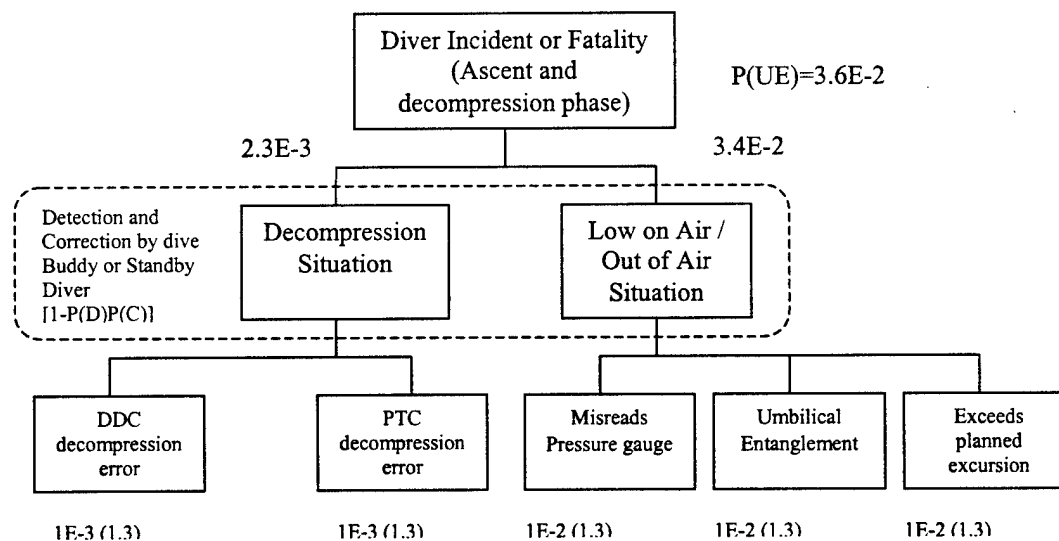 Diver Incident or Fatality
(Ascent and
decompression phase)
P(UE)=3.6E-2
2.3E-3
3.4E-2
Detection and
Correction by dive
Buddy or Standby
Diver
[1-P(D)P(C)]
Decompression
Situation
Low on Air /
Out of Air
Situation
DDC
decompression
error
PTC
decompression
error
Misreads
Pressure gauge
Umbilical
Entanglement
Exceeds
planned
excursion
1E-3 (1.3)
1E-3 (1.3)
1E-2 (1.3)
1E-2 (1.3)
1E-2 (1.3)